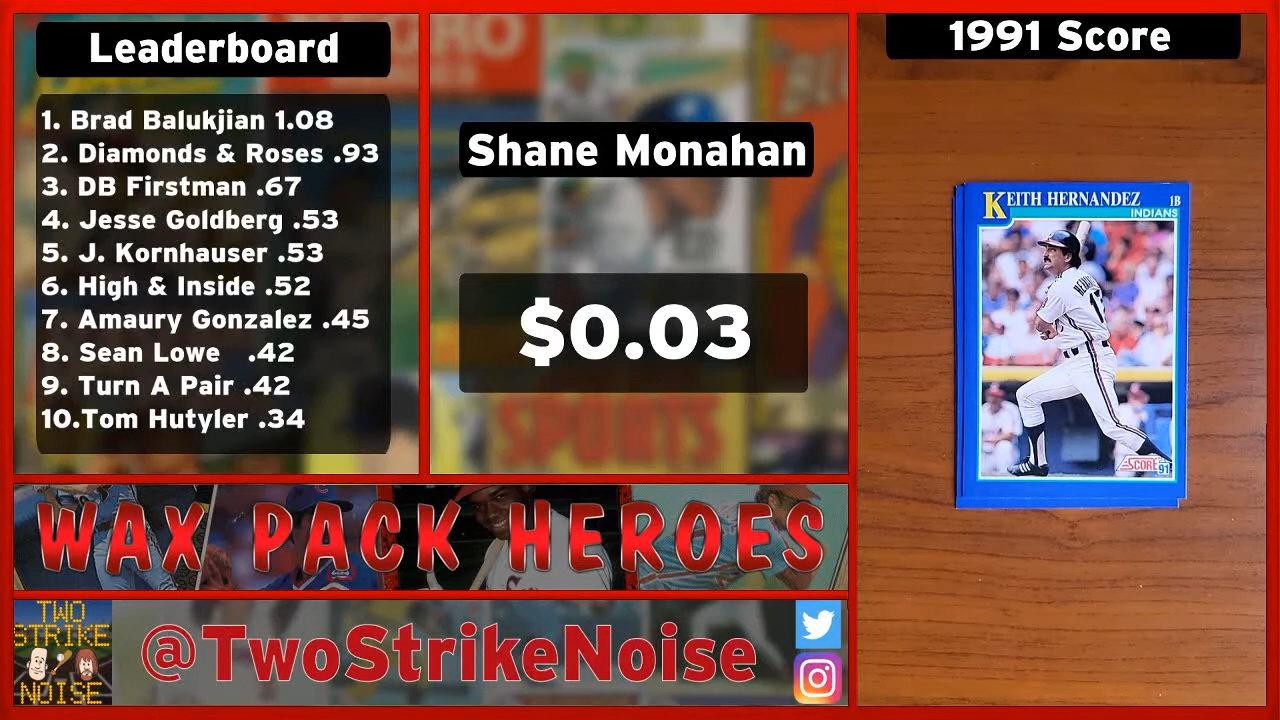 Leaderboard
1. Brad Balukjian 1.08
2. Diamonds & Roses .93
3. DB Firstman .67
4. Jesse Goldberg .53
5. J. Kornhauser .53
6. High & Inside .52
7. Amaury Gonzalez .45
8. Sean Lowe .42
9. Turn A Pair .42
10.Tom Hutyler .34
Shane Monahan
$0.03
SPORTS
1991 Score
KEITH HERNANDEZ 1B
INDIANS
SCORE 91
WAX PACK HEROES
TWO STRIKE NOISE
@TwoStrikeNoise